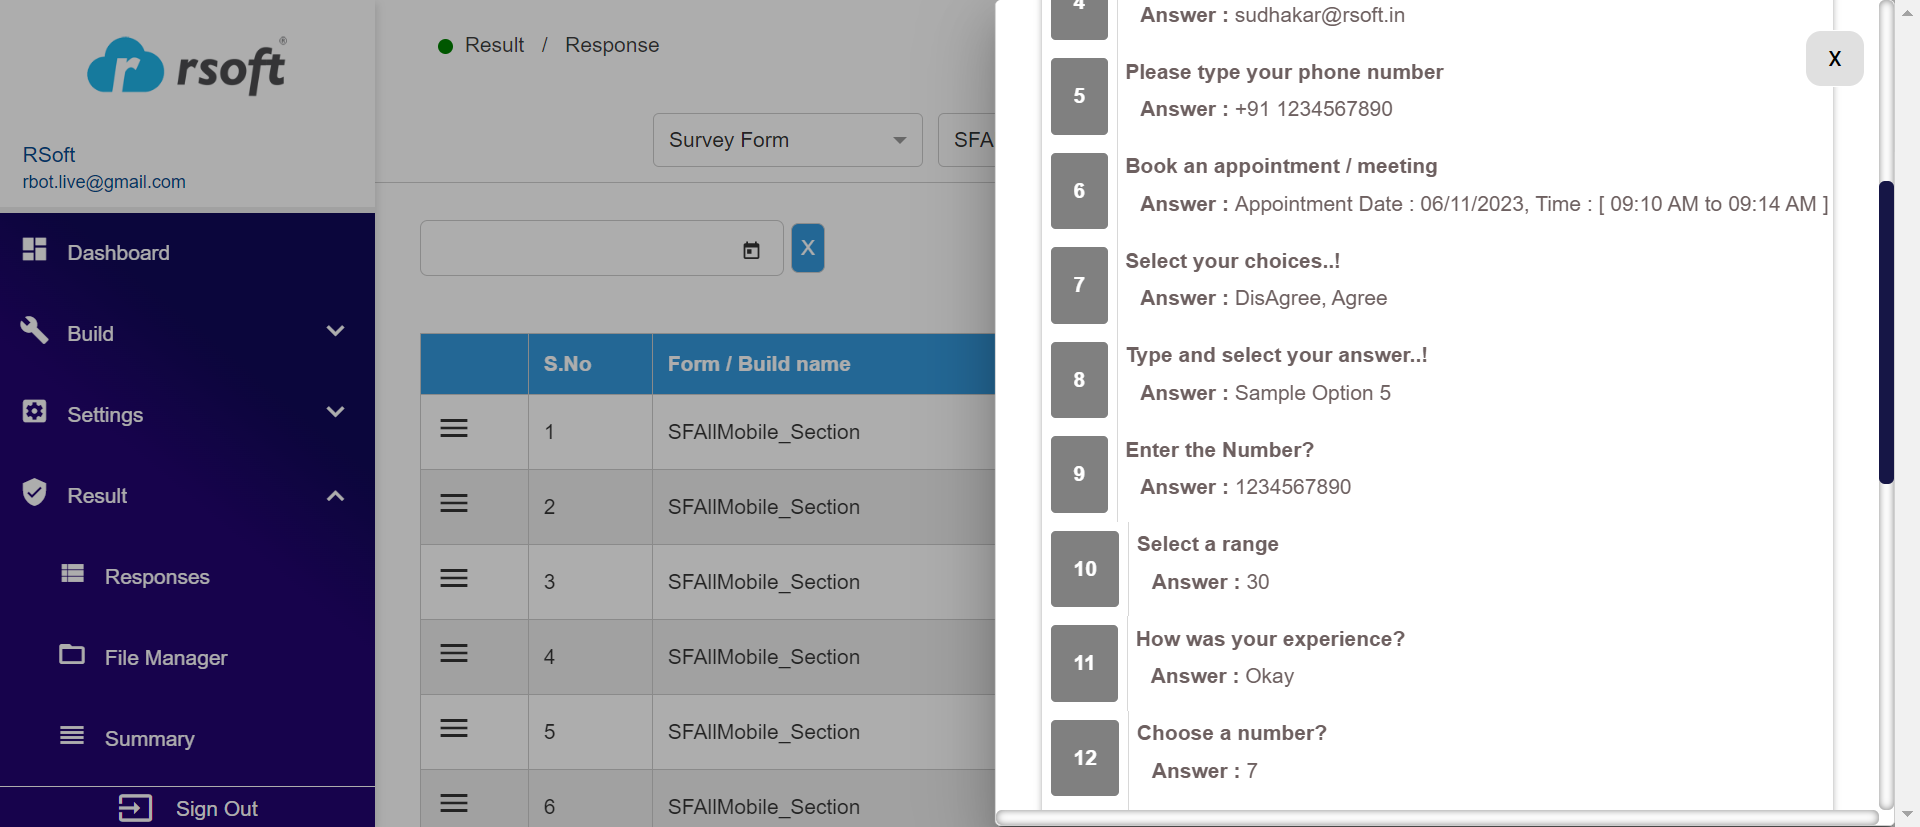 rsoft®
RSoft
rbot.live@gmail.com
Dashboard
Build
Settings
Result
Responses
File Manager
Summary
Sign Out
Result / Response
Survey Form
SFA
X
S.No Form / Build name
1 SFAllMobile_Section
2 SFAllMobile_Section
3 SFAllMobile_Section
4 SFAllMobile_Section
5 SFAllMobile_Section
6 SFAllMobile_Section
X
4
Answer : sudhakar@rsoft.in
5
Please type your phone number
Answer : +91 1234567890
6
Book an appointment / meeting
Answer : Appointment Date : 06/11/2023, Time : [ 09:10 AM to 09:14 AM ]
7
Select your choices..!
Answer : DisAgree, Agree
8
Type and select your answer..!
Answer : Sample Option 5
9
Enter the Number?
Answer : 1234567890
10
Select a range
Answer : 30
11
How was your experience?
Answer : Okay
12
Choose a number?
Answer : 7